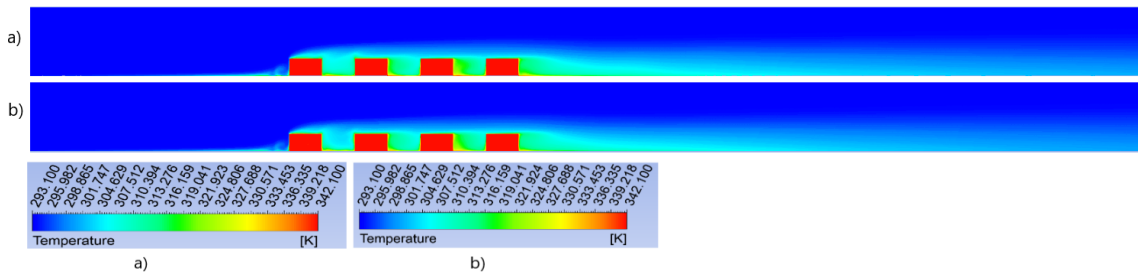 a)
b)
293.100 295.982 298.865 301.747 304.629 307.512 310.394 313.276 316.159 319.041 321.923 324.806 327.688 330.571 333.453 336.335 339.218 342.100
Temperature [K]
a)
293.100 295.982 298.865 301.747 304.629 307.512 310.394 313.276 316.159 319.041 321.924 324.806 327.688 330.571 333.453 336.335 339.218 342.100
Temperature [K]
b)